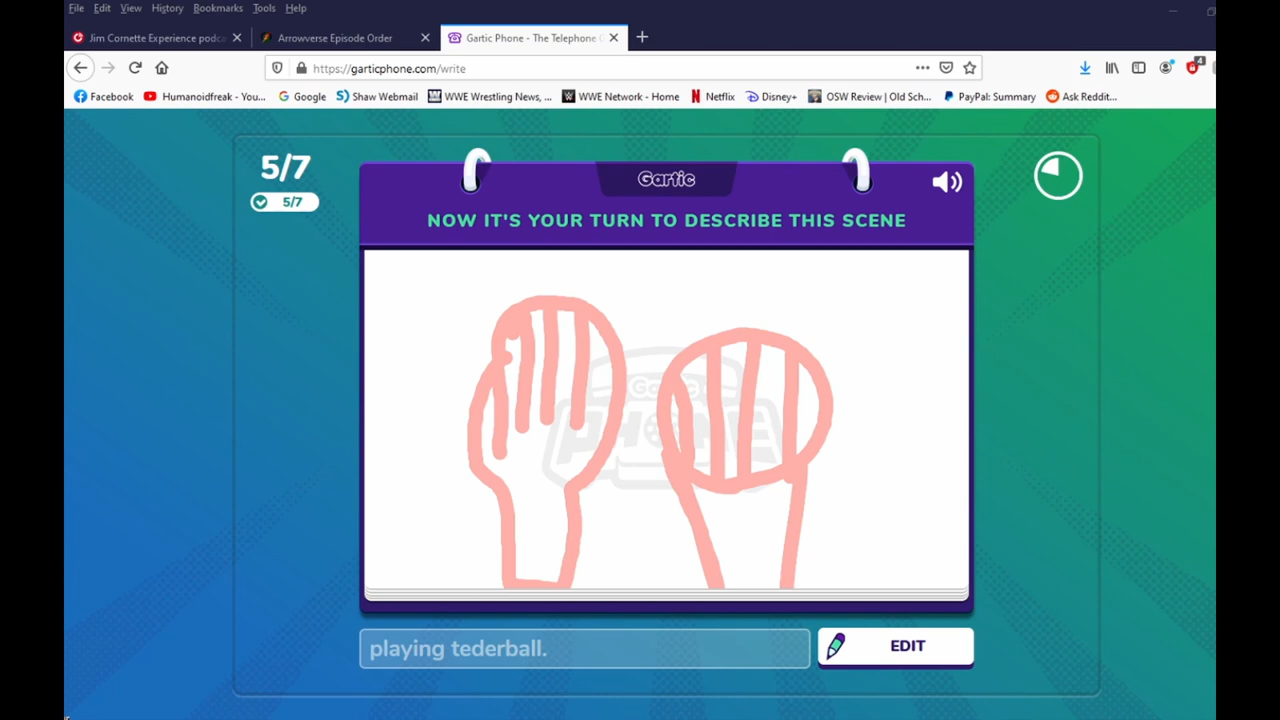 File Edit View History Bookmarks Tools Help
Jim Cornette Experience podca
Arrowverse Episode Order
Gartic Phone - The Telephone
https://garticphone.com/write
4
Facebook Humanoidfreak - You... Google Shaw Webmail WWE Wrestling News, ... WWE Network - Home Netflix Disney+ OSW Review | Old Sch... PayPal: Summary Ask Reddit...
5/7
5/7
Gartic
NOW IT'S YOUR TURN TO DESCRIBE THIS SCENE
Gartic
PHONE
playing tederball.
EDIT